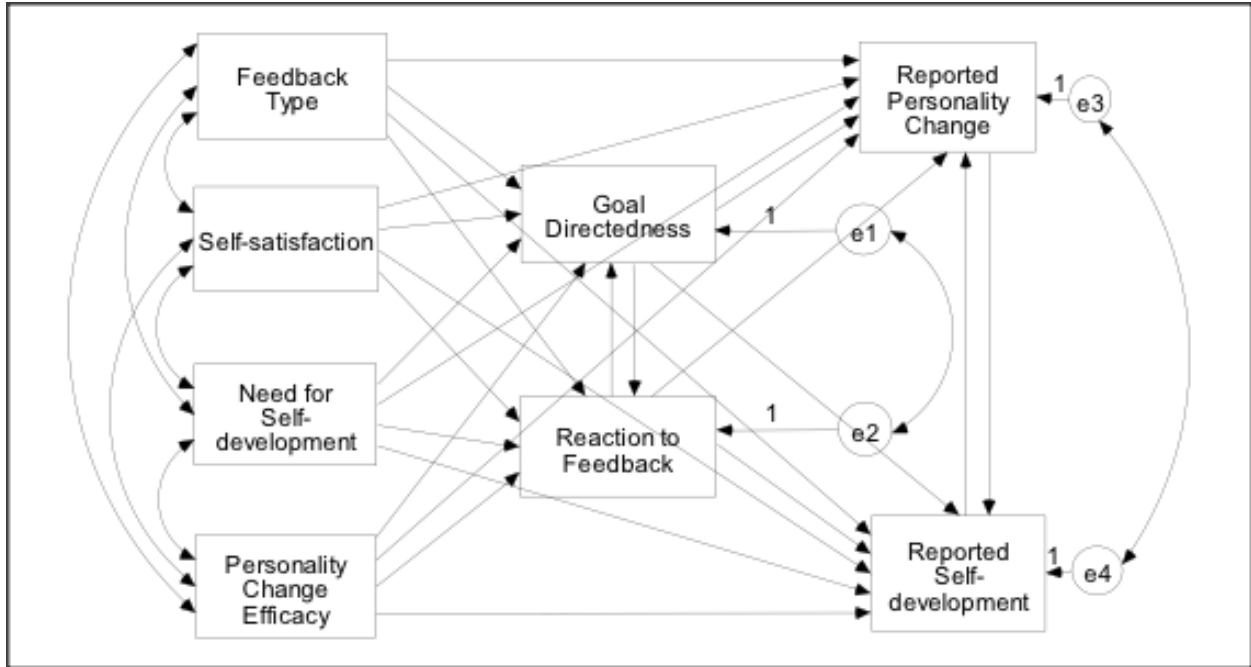 Feedback
Type
Self-satisfaction
Need for
Self-
development
Personality
Change
Efficacy
Goal
Directedness
Reaction to
Feedback
1
e1
1
e2
Reported
Personality
Change
1
e3
Reported
Self-
development
1
e4